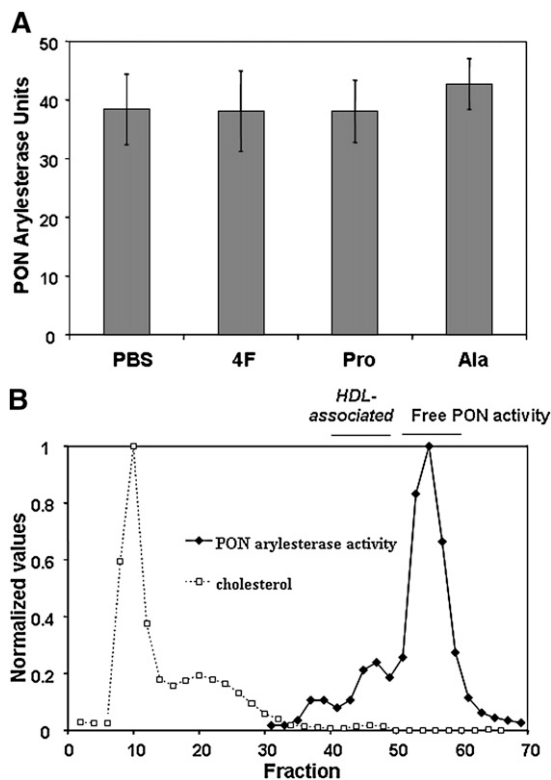 A
PON Arylesterase Units
50
40
30
20
10
0
PBS 4F Pro Ala
B
HDL-
associated
Free PON activity
Normalized values
1
0.8
0.6
0.4
0.2
0
PON arylesterase activity
cholesterol
0 10 20 30 40 50 60 70
Fraction